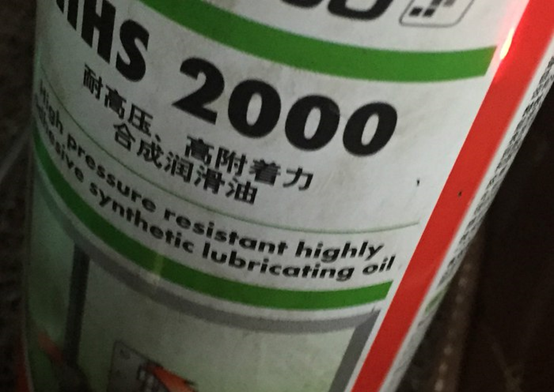 HHS 2000
耐高压、高附着力
合成润滑油
High pressure resistant highly
synthetic lubricating oil